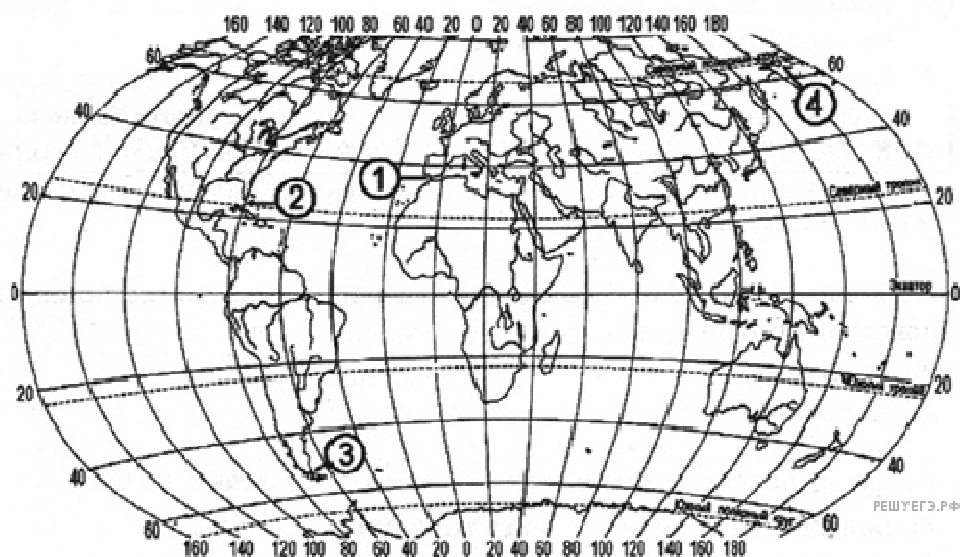 160 140 120 100 80 60 40 20 0 20 40 60 80 100 120 140 160 180
60 Северный полярный круг 60
4
40 40
1
20 2 Северный тропик 20
0 Экватор 0
20 Южный тропик 20
3
40 40
РЕШУЕГЭ.РФ
60 Южный полярный круг 60
160 140 120 100 80 60 40 20 0 20 40 60 80 100 120 140 160 180